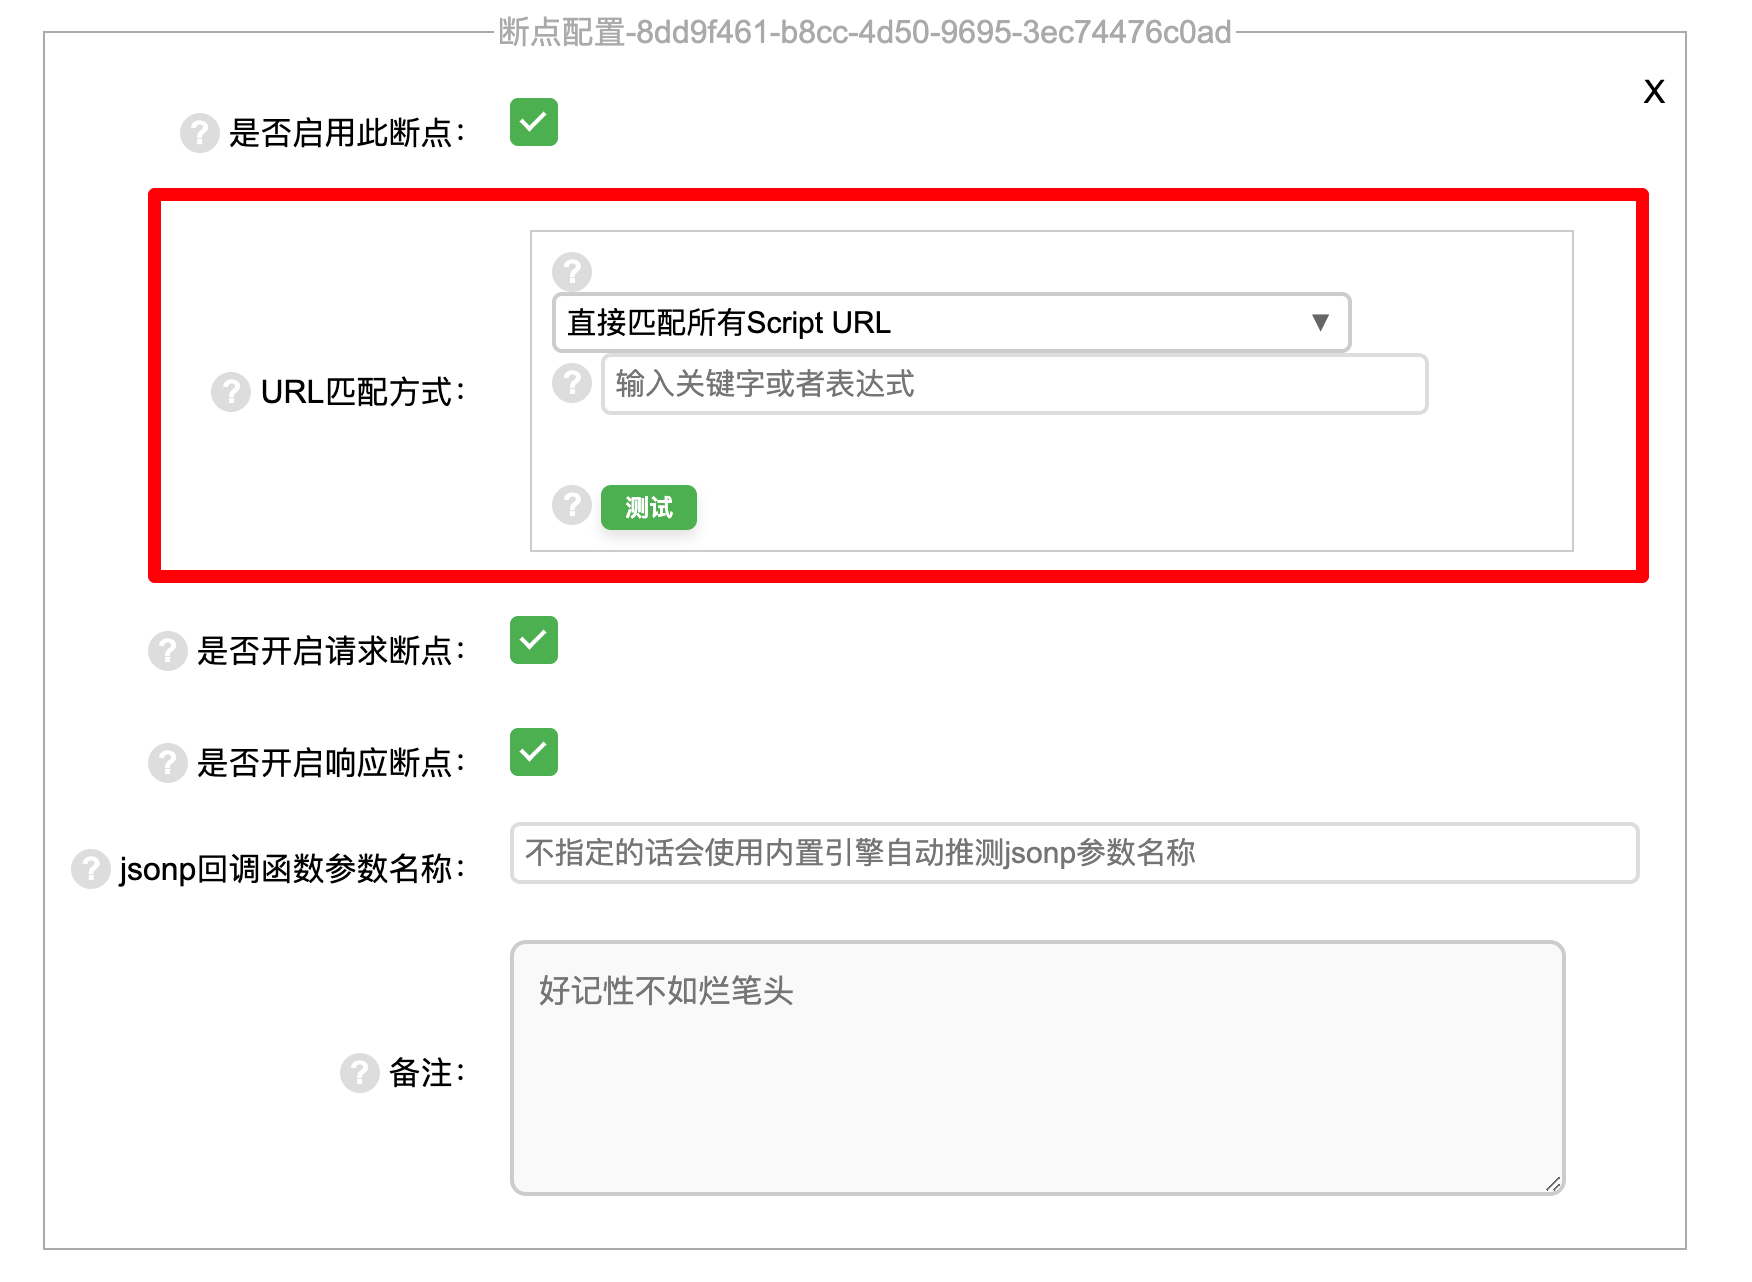 断点配置-8dd9f461-b8cc-4d50-9695-3ec74476c0ad
X
? 是否启用此断点：
?
直接匹配所有Script URL ▼
? URL匹配方式：
? 输入关键字或者表达式
? 测试
? 是否开启请求断点：
? 是否开启响应断点：
? jsonp回调函数参数名称： 不指定的话会使用内置引擎自动推测jsonp参数名称
好记性不如烂笔头
? 备注：